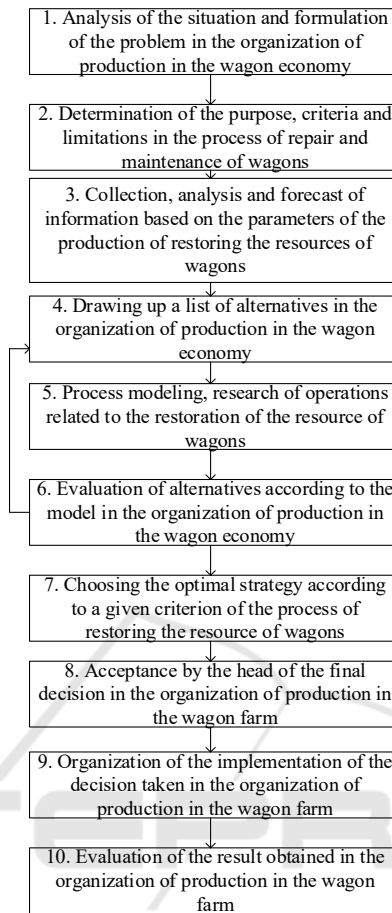 1. Analysis of the situation and formulation
of the problem in the organization of
production in the wagon economy
2. Determination of the purpose, criteria and
limitations in the process of repair and
maintenance of wagons
3. Collection, analysis and forecast of
information based on the parameters of the
production of restoring the resources of
wagons
4. Drawing up a list of alternatives in the
organization of production in the wagon
economy
5. Process modeling, research of operations
related to the restoration of the resource of
wagons
6. Evaluation of alternatives according to the
model in the organization of production in
the wagon economy
7. Choosing the optimal strategy according
to a given criterion of the process of
restoring the resource of wagons
8. Acceptance by the head of the final
decision in the organization of production in
the wagon farm
9. Organization of the implementation of the
decision taken in the organization of
production in the wagon farm
10. Evaluation of the result obtained in the
organization of production in the wagon
farm